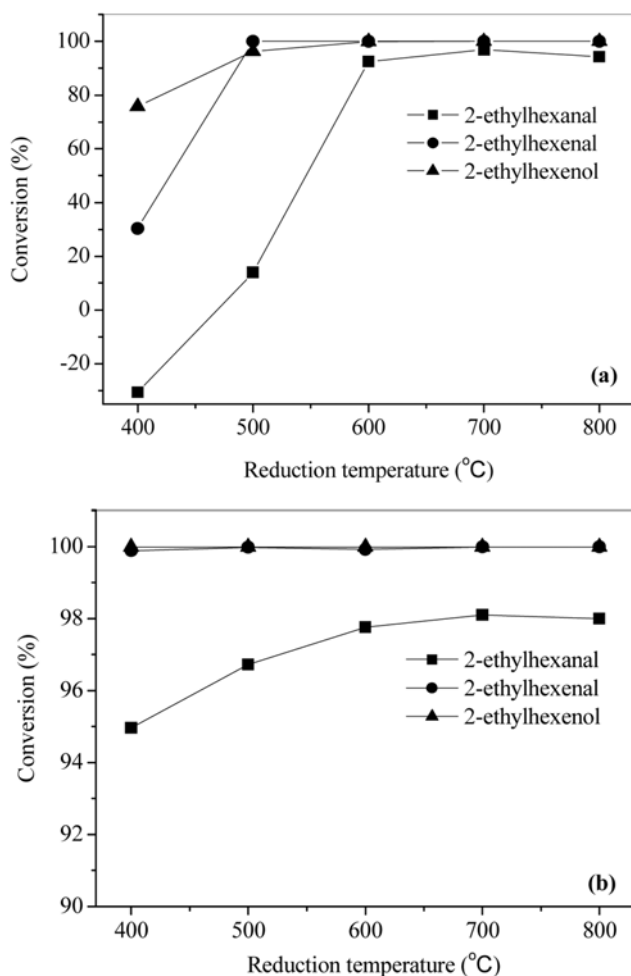 100
80
60
40
20
0
-20
Conversion (%)
2-ethylhexanal
2-ethylhexenal
2-ethylhexenol
(a)
400 500 600 700 800
Reduction temperature (°C)
100
98
96
94
92
90
Conversion (%)
2-ethylhexanal
2-ethylhexenal
2-ethylhexenol
(b)
400 500 600 700 800
Reduction temperature (°C)